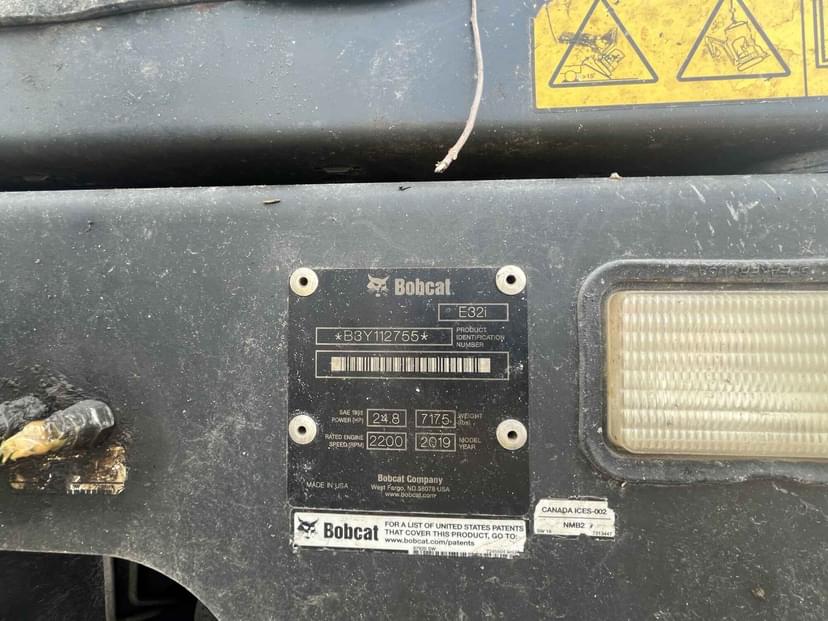 >15°
Bobcat
E32i
*B3Y112755*
PRODUCT IDENTIFICATION NUMBER
SAE 1995 POWER (HP) 24.8 7175 WEIGHT (lbs)
RATED ENGINE SPEED (RPM) 2200 2019 MODEL YEAR
Bobcat Company
MADE IN USA West Fargo, ND 58078 USA
www.bobcat.com
Bobcat FOR A LIST OF UNITED STATES PATENTS
THAT COVER THIS PRODUCT, GO TO:
www.bobcat.com/patents
CANADA ICES-002
NMB2
7313447